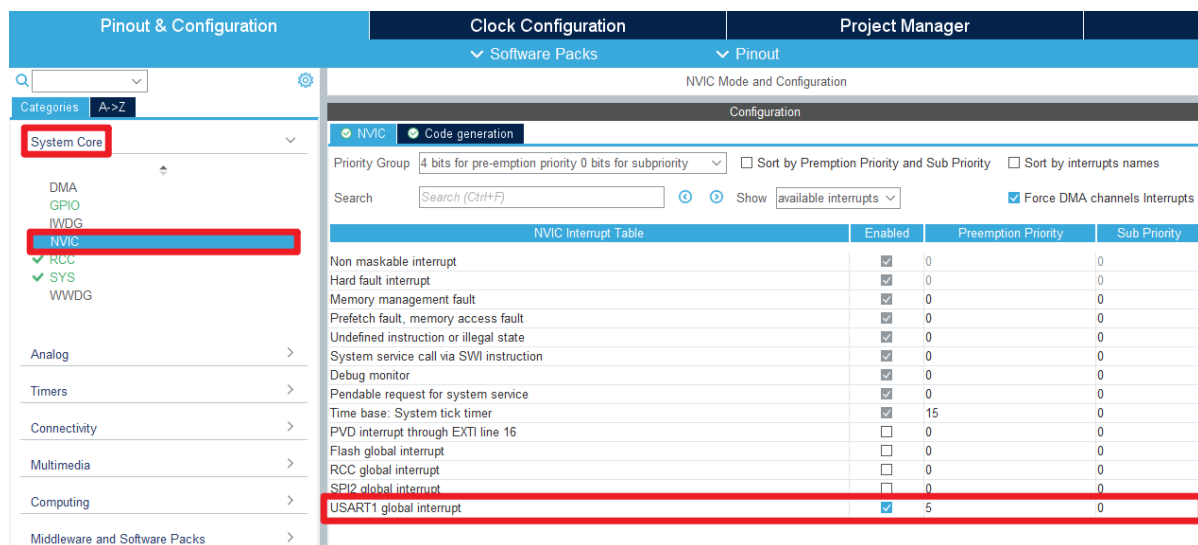 Pinout & Configuration Clock Configuration Project Manager
Software Packs Pinout
NVIC Mode and Configuration
Categories A->Z
Configuration
System Core
NVIC Code generation
Priority Group 4 bits for pre-emption priority 0 bits for subpriority Sort by Premption Priority and Sub Priority Sort by interrupts names
Search Search (Ctrl+F) Show available interrupts Force DMA channels Interrupts
DMA
GPIO
IWDG
NVIC
RCC
SYS
WWDG
Analog
Timers
Connectivity
Multimedia
Computing
Middleware and Software Packs
NVIC Interrupt Table Enabled Preemption Priority Sub Priority
Non maskable interrupt 0 0
Hard fault interrupt 0 0
Memory management fault 0 0
Prefetch fault, memory access fault 0 0
Undefined instruction or illegal state 0 0
System service call via SWI instruction 0 0
Debug monitor 0 0
Pendable request for system service 0 0
Time base: System tick timer 15 0
PVD interrupt through EXTI line 16 0 0
Flash global interrupt 0 0
RCC global interrupt 0 0
SPI2 global interrupt 0 0
USART1 global interrupt 5 0